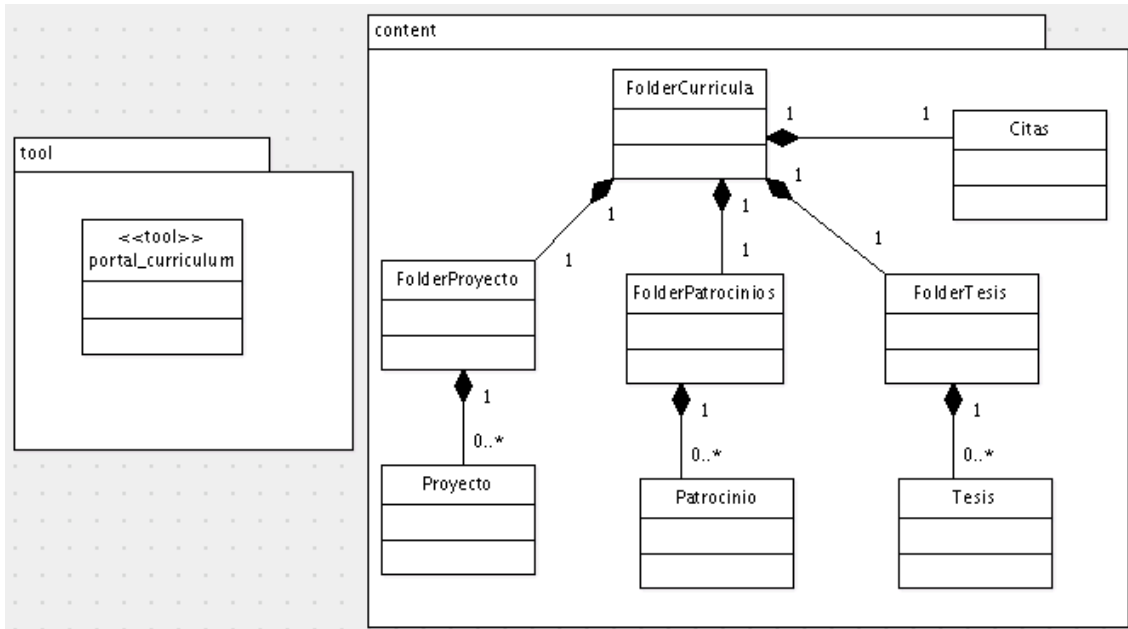 content
FolderCurricula
1
1
Citas
tool
<<tool>>
portal_curriculum
1
1
1
1
1
1
FolderProyecto
FolderPatrocinios
FolderTesis
1
1
1
0..*
0..*
0..*
Proyecto
Patrocinio
Tesis